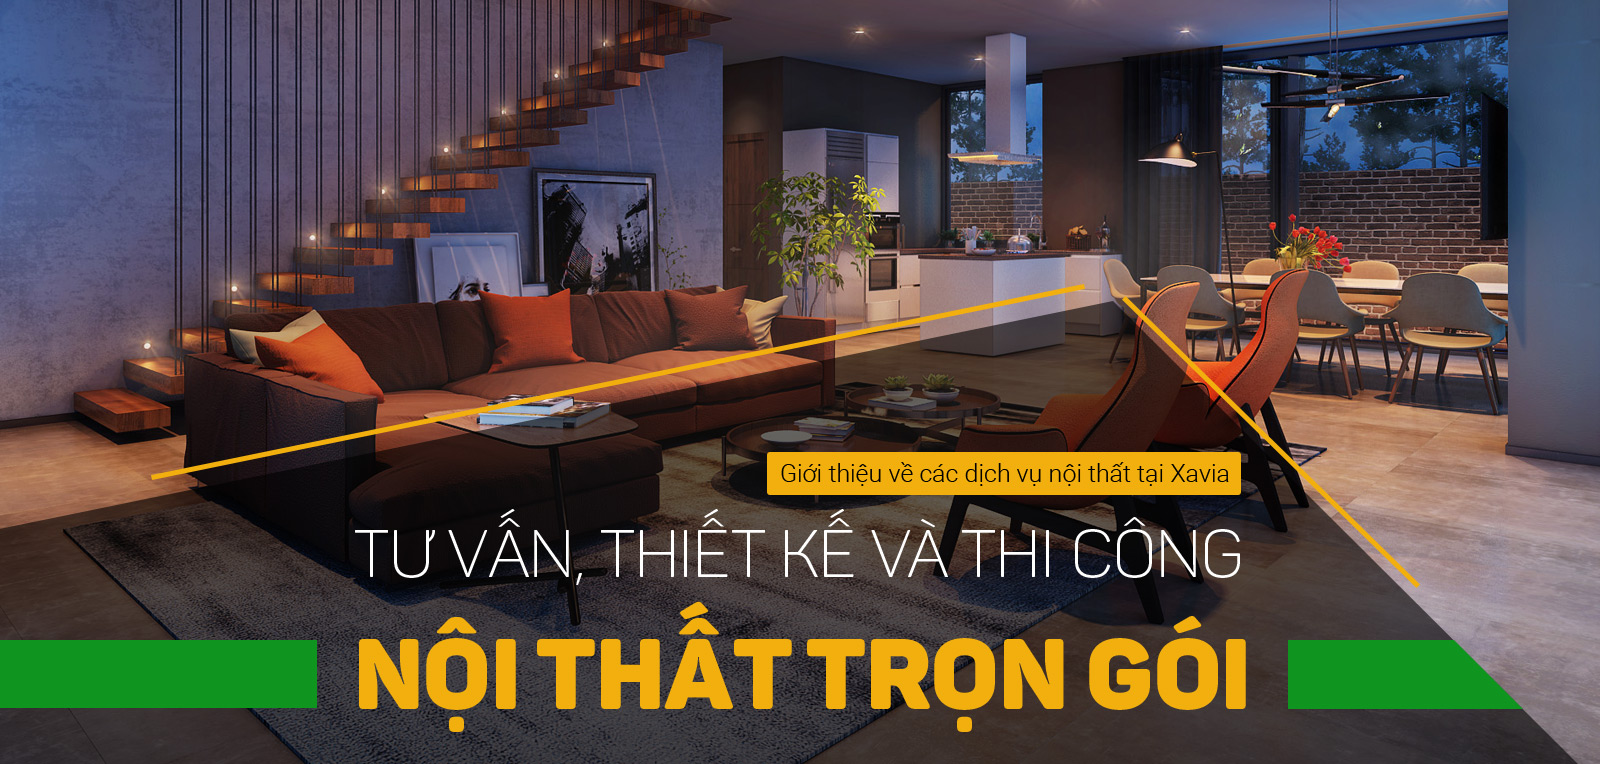 Giới thiệu về các dịch vụ nội thất tại Xavia
TƯ VẤN, THIẾT KẾ VÀ THI CÔNG
NỘI THẤT TRỌN GÓI